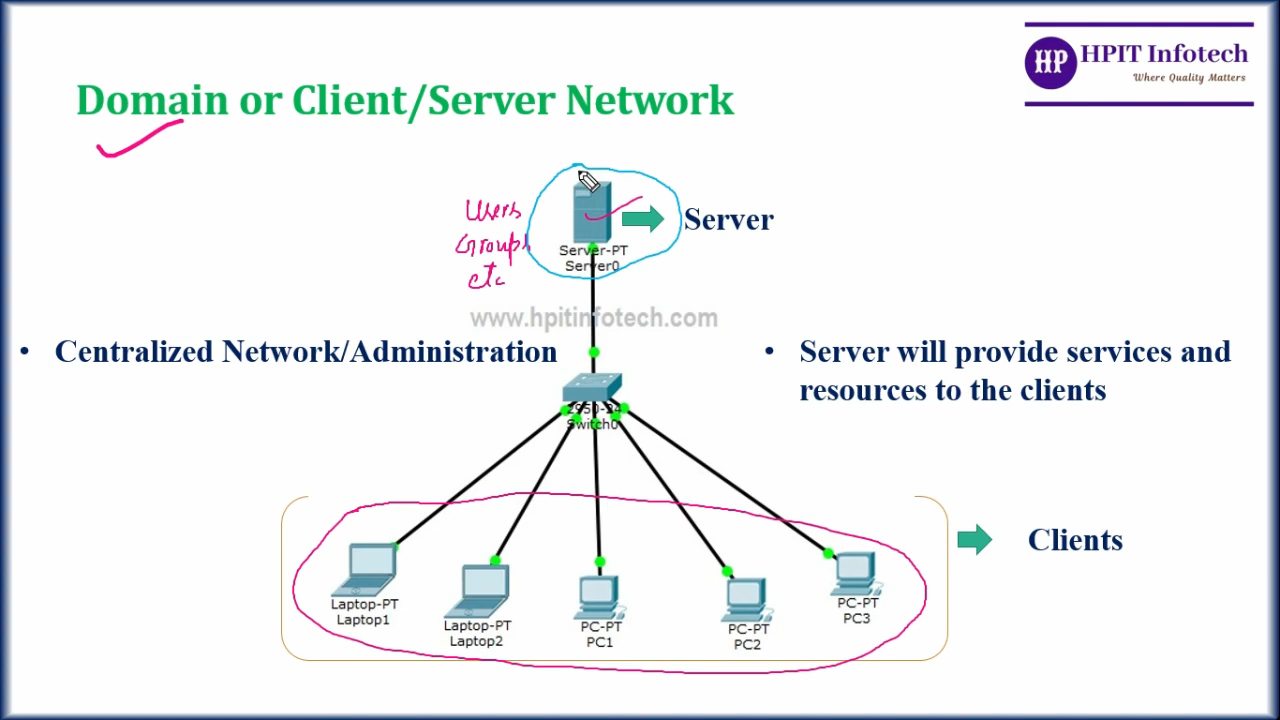 HP
HPIT Infotech
Where Quality Matters
Domain or Client/Server Network
Users
Groups
etc
Server
Server-PT
Server0
www.hpitinfotech.com
• Centralized Network/Administration
• Server will provide services and
resources to the clients
2950-24
Switch0
Clients
Laptop-PT
Laptop1
Laptop-PT
Laptop2
PC-PT
PC1
PC-PT
PC2
PC-PT
PC3